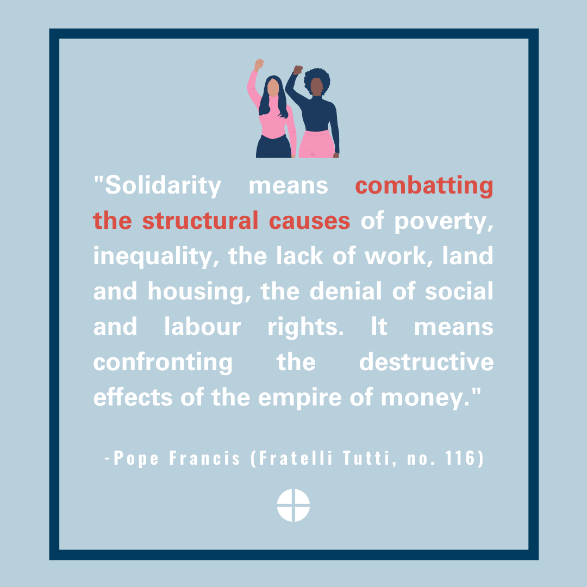 "Solidarity means combatting
the structural causes of poverty,
inequality, the lack of work, land
and housing, the denial of social
and labour rights. It means
confronting the destructive
effects of the empire of money."
-Pope Francis (Fratelli Tutti, no. 116)